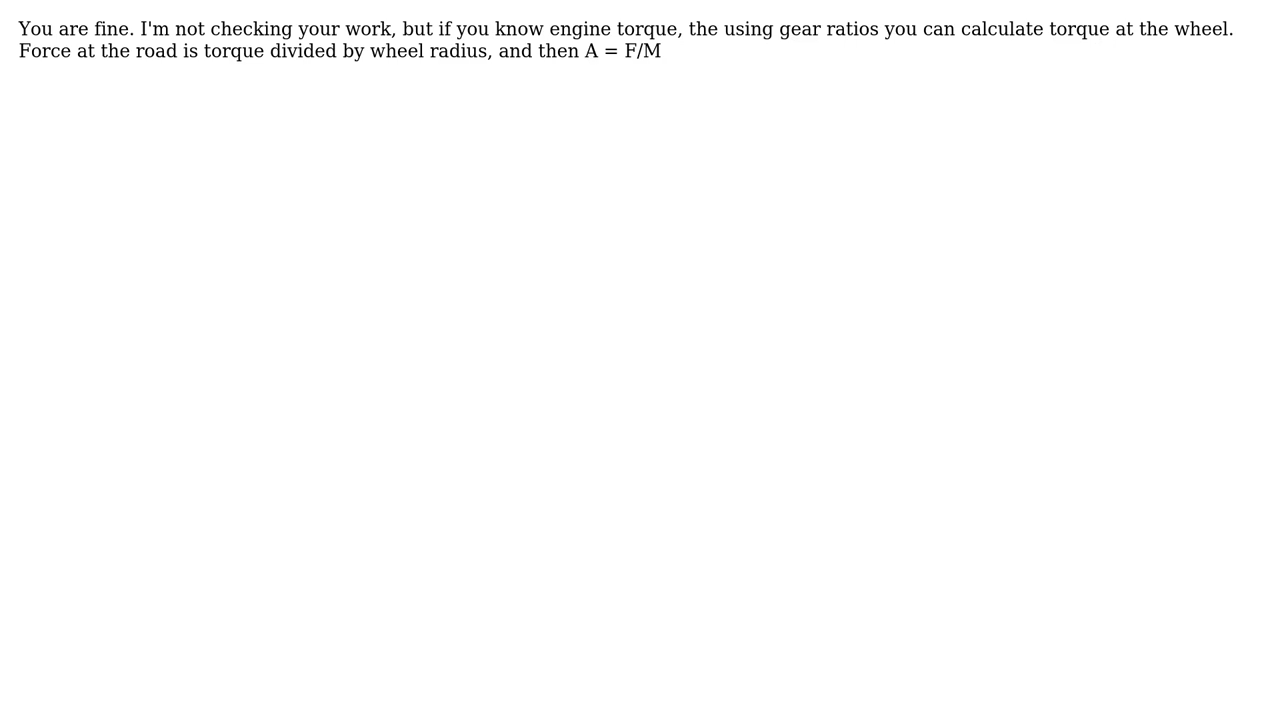 You are fine. I'm not checking your work, but if you know engine torque, the using gear ratios you can calculate torque at the wheel.
Force at the road is torque divided by wheel radius, and then A = F/M